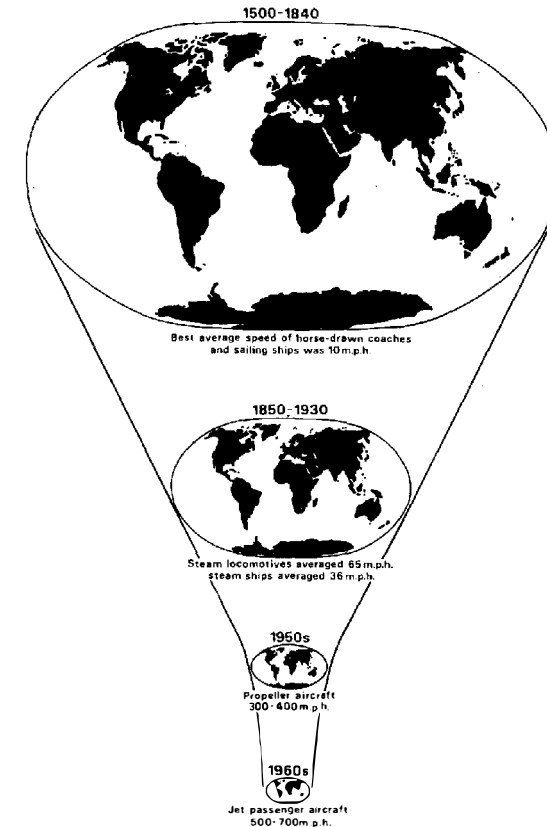 1500-1840
Best average speed of horse-drawn coaches
and sailing ships was 10 m.p.h.
1850-1930
Steam locomotives averaged 65 m.p.h.
steam ships averaged 36 m.p.h.
1950s
Propeller aircraft
300-400 m.p.h.
1960s
Jet passenger aircraft
500-700 m.p.h.